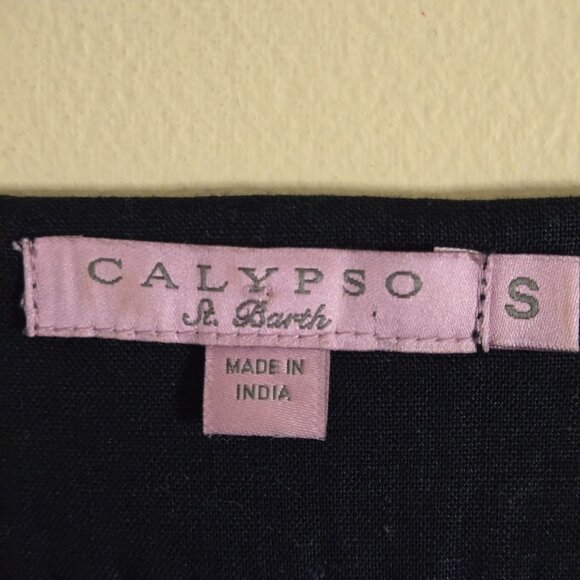 CALYPSO
St. Barth
S
MADE IN
INDIA